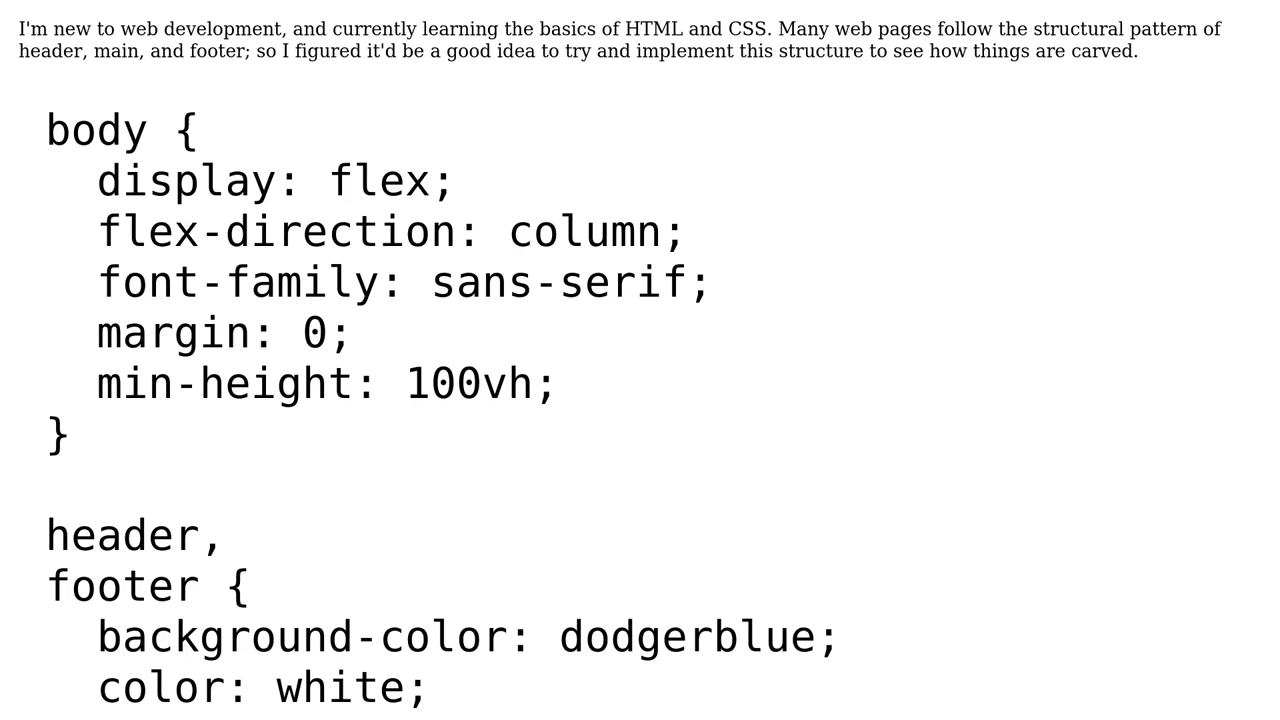 I'm new to web development, and currently learning the basics of HTML and CSS. Many web pages follow the structural pattern of
header, main, and footer; so I figured it'd be a good idea to try and implement this structure to see how things are carved.
body {
  display: flex;
  flex-direction: column;
  font-family: sans-serif;
  margin: 0;
  min-height: 100vh;
}

header,
footer {
  background-color: dodgerblue;
  color: white;